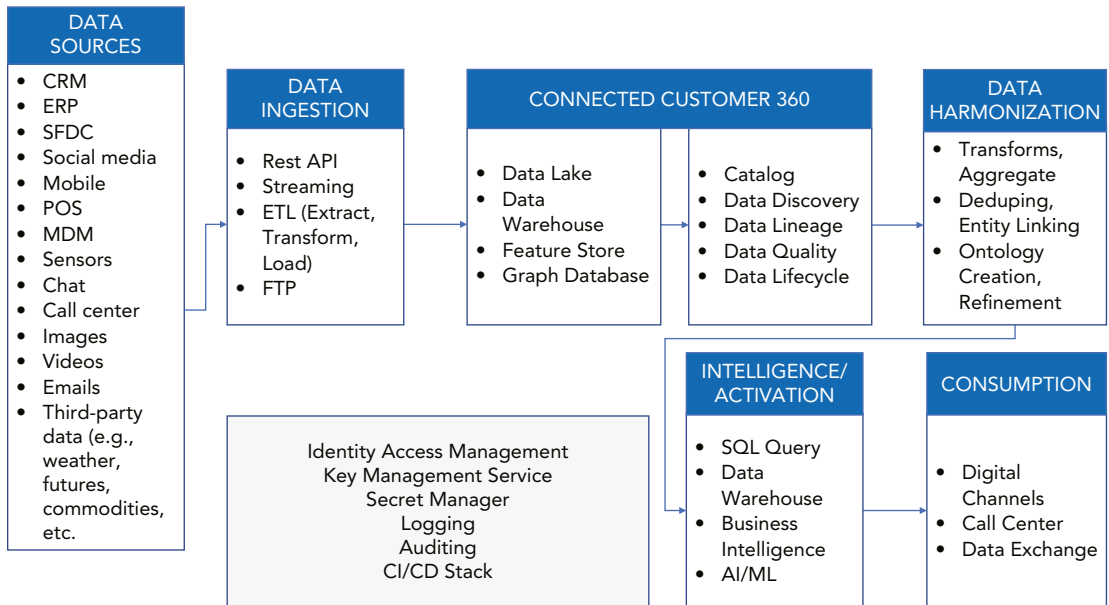 DATA
SOURCES
• CRM
• ERP
• SFDC
• Social media
• Mobile
• POS
• MDM
• Sensors
• Chat
• Call center
• Images
• Videos
• Emails
• Third-party
data (e.g.,
weather,
futures,
commodities,
etc.
DATA
INGESTION
• Rest API
• Streaming
• ETL (Extract,
Transform,
Load)
• FTP
CONNECTED CUSTOMER 360
• Data Lake
• Data
Warehouse
• Feature Store
• Graph Database
• Catalog
• Data Discovery
• Data Lineage
• Data Quality
• Data Lifecycle
DATA
HARMONIZATION
• Transforms,
Aggregate
• Deduping,
Entity Linking
• Ontology
Creation,
Refinement
INTELLIGENCE/
ACTIVATION
• SQL Query
• Data
Warehouse
• Business
Intelligence
• AI/ML
CONSUMPTION
• Digital
Channels
• Call Center
• Data Exchange
Identity Access Management
Key Management Service
Secret Manager
Logging
Auditing
CI/CD Stack